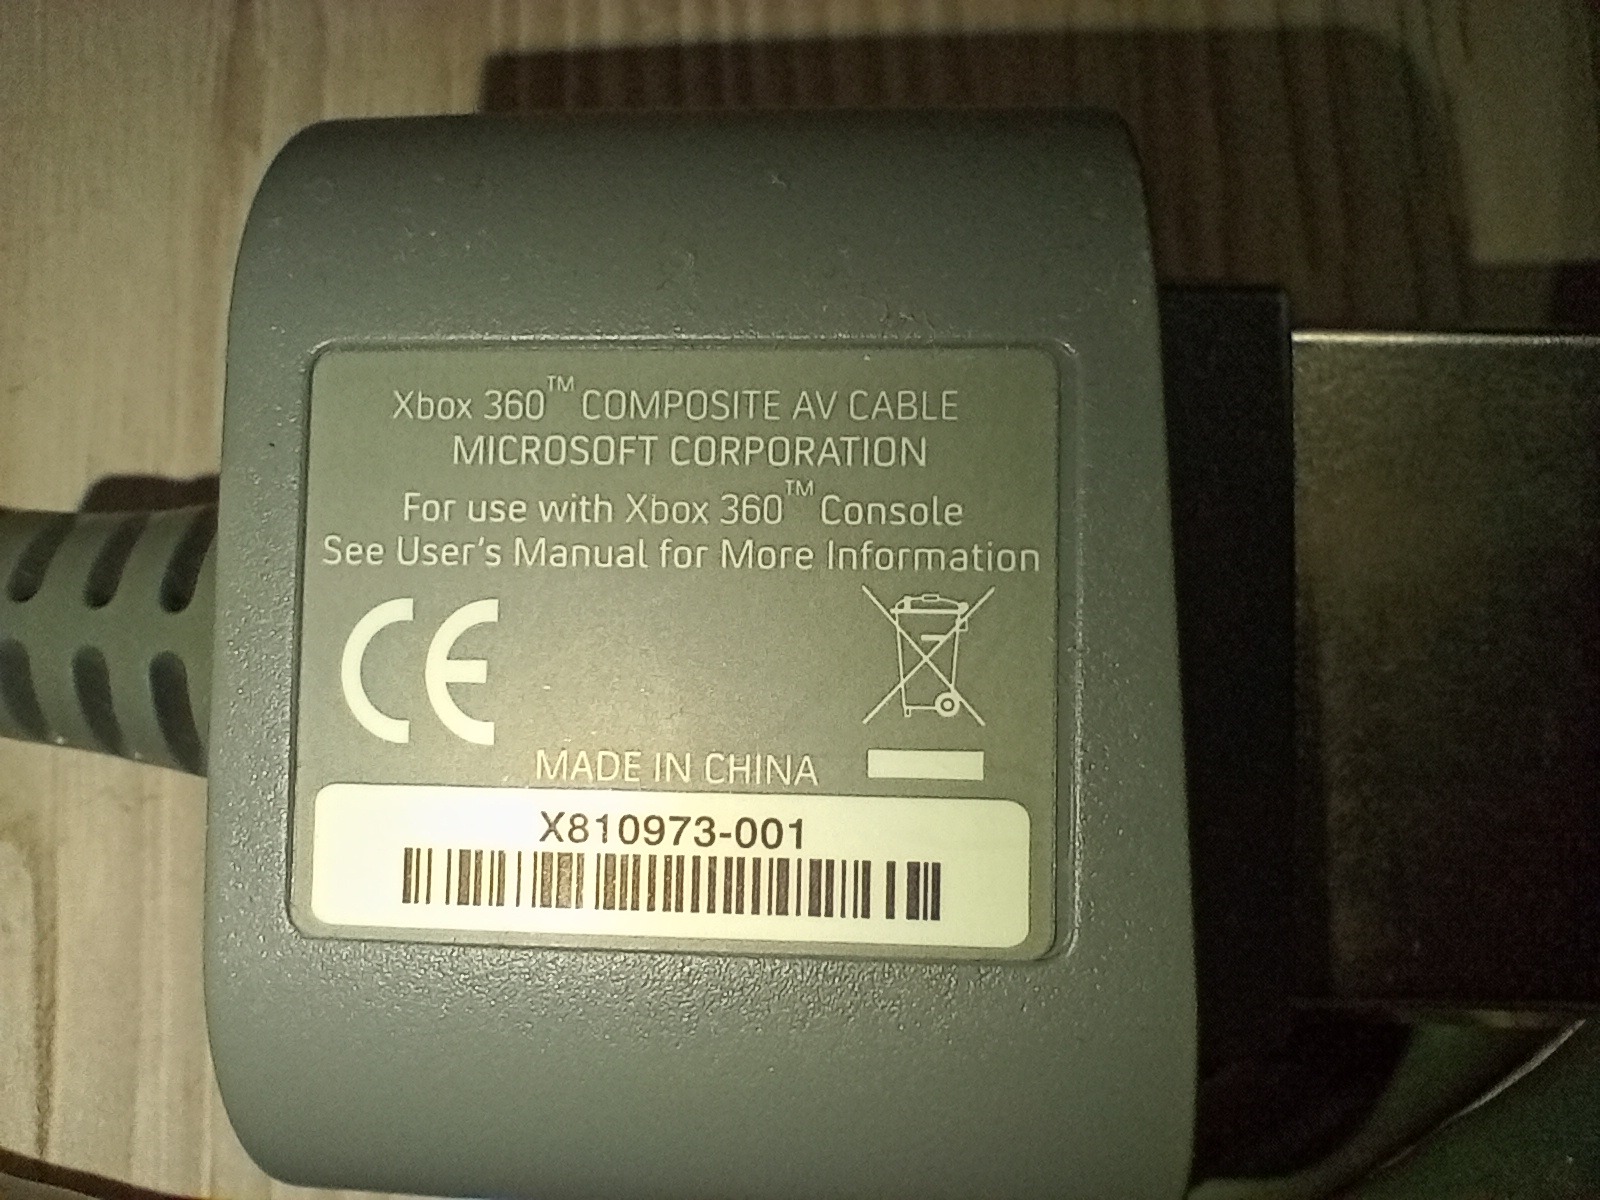 Xbox 360™ COMPOSITE AV CABLE
MICROSOFT CORPORATION
For use with Xbox 360™ Console
See User's Manual for More Information
CE
MADE IN CHINA
X810973-001